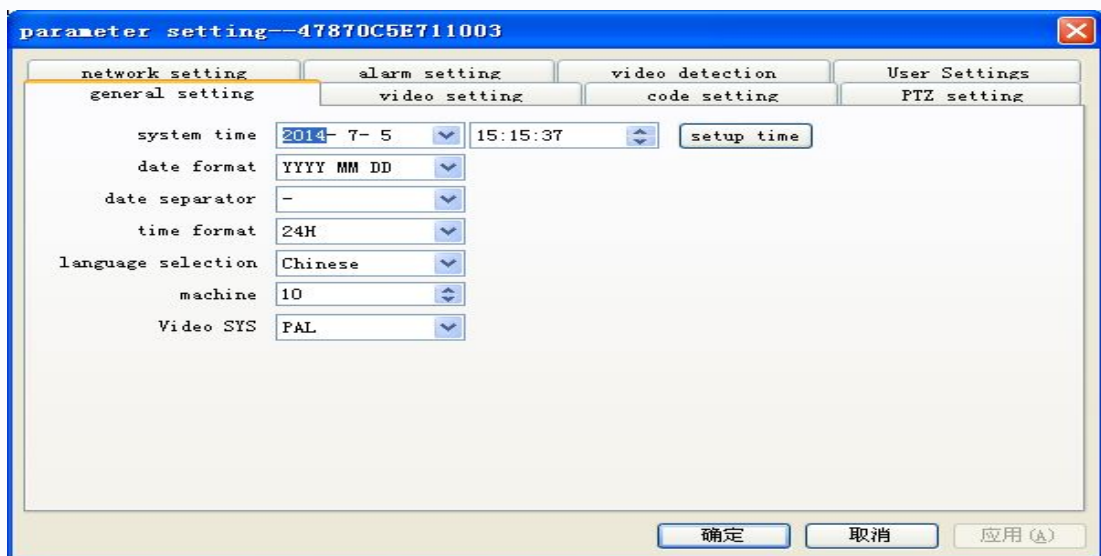 parameter setting--47870C5E711003
network setting alarm setting video detection User Settings
general setting video setting code setting PTZ setting
system time 2014- 7- 5 15:15:37 setup time
date format YYYY MM DD
date separator -
time format 24H
language selection Chinese
machine 10
Video SYS PAL
确定 取消 应用(A)